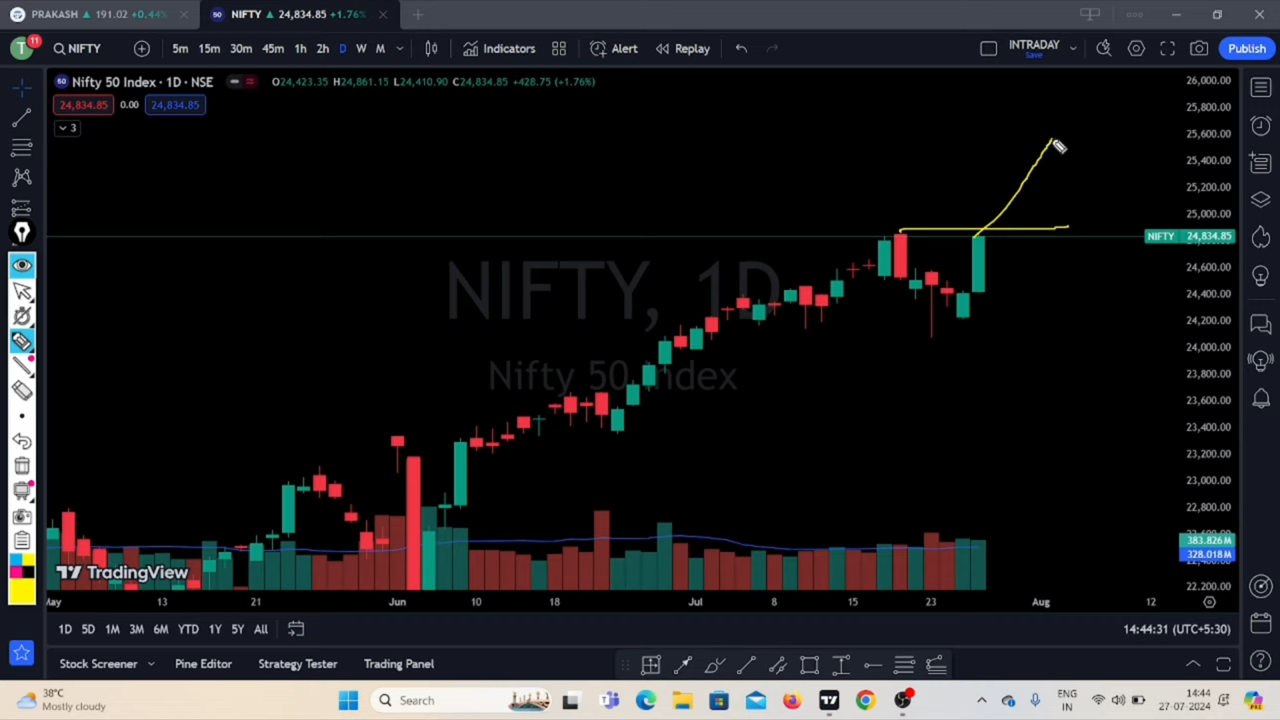 PRAKASH 191.02 +0.44%
NIFTY 24,834.85 +1.76%
T 11 NIFTY 5m 15m 30m 45m 1h 2h D W M Indicators Alert Replay INTRADAY Save Publish
50 Nifty 50 Index · 1D · NSE O24,423.35 H24,861.15 L24,410.90 C24,834.85 +428.75 (+1.76%)
24,834.85 0.00 24,834.85
3
NIFTY, 1D
Nifty 50 Index
26,000.00
25,800.00
25,600.00
25,400.00
25,200.00
25,000.00
NIFTY 24,834.85
24,600.00
24,400.00
24,200.00
24,000.00
23,800.00
23,600.00
23,400.00
23,200.00
23,000.00
22,800.00
383.826M
328.018M
22,200.00
TradingView
May 13 21 Jun 10 18 Jul 8 15 23 Aug 12
1D 5D 1M 3M 6M YTD 1Y 5Y All 14:44:31 (UTC+5:30)
Stock Screener Pine Editor Strategy Tester Trading Panel
38°C
Mostly cloudy
Search
ENG
IN
14:44
27-07-2024